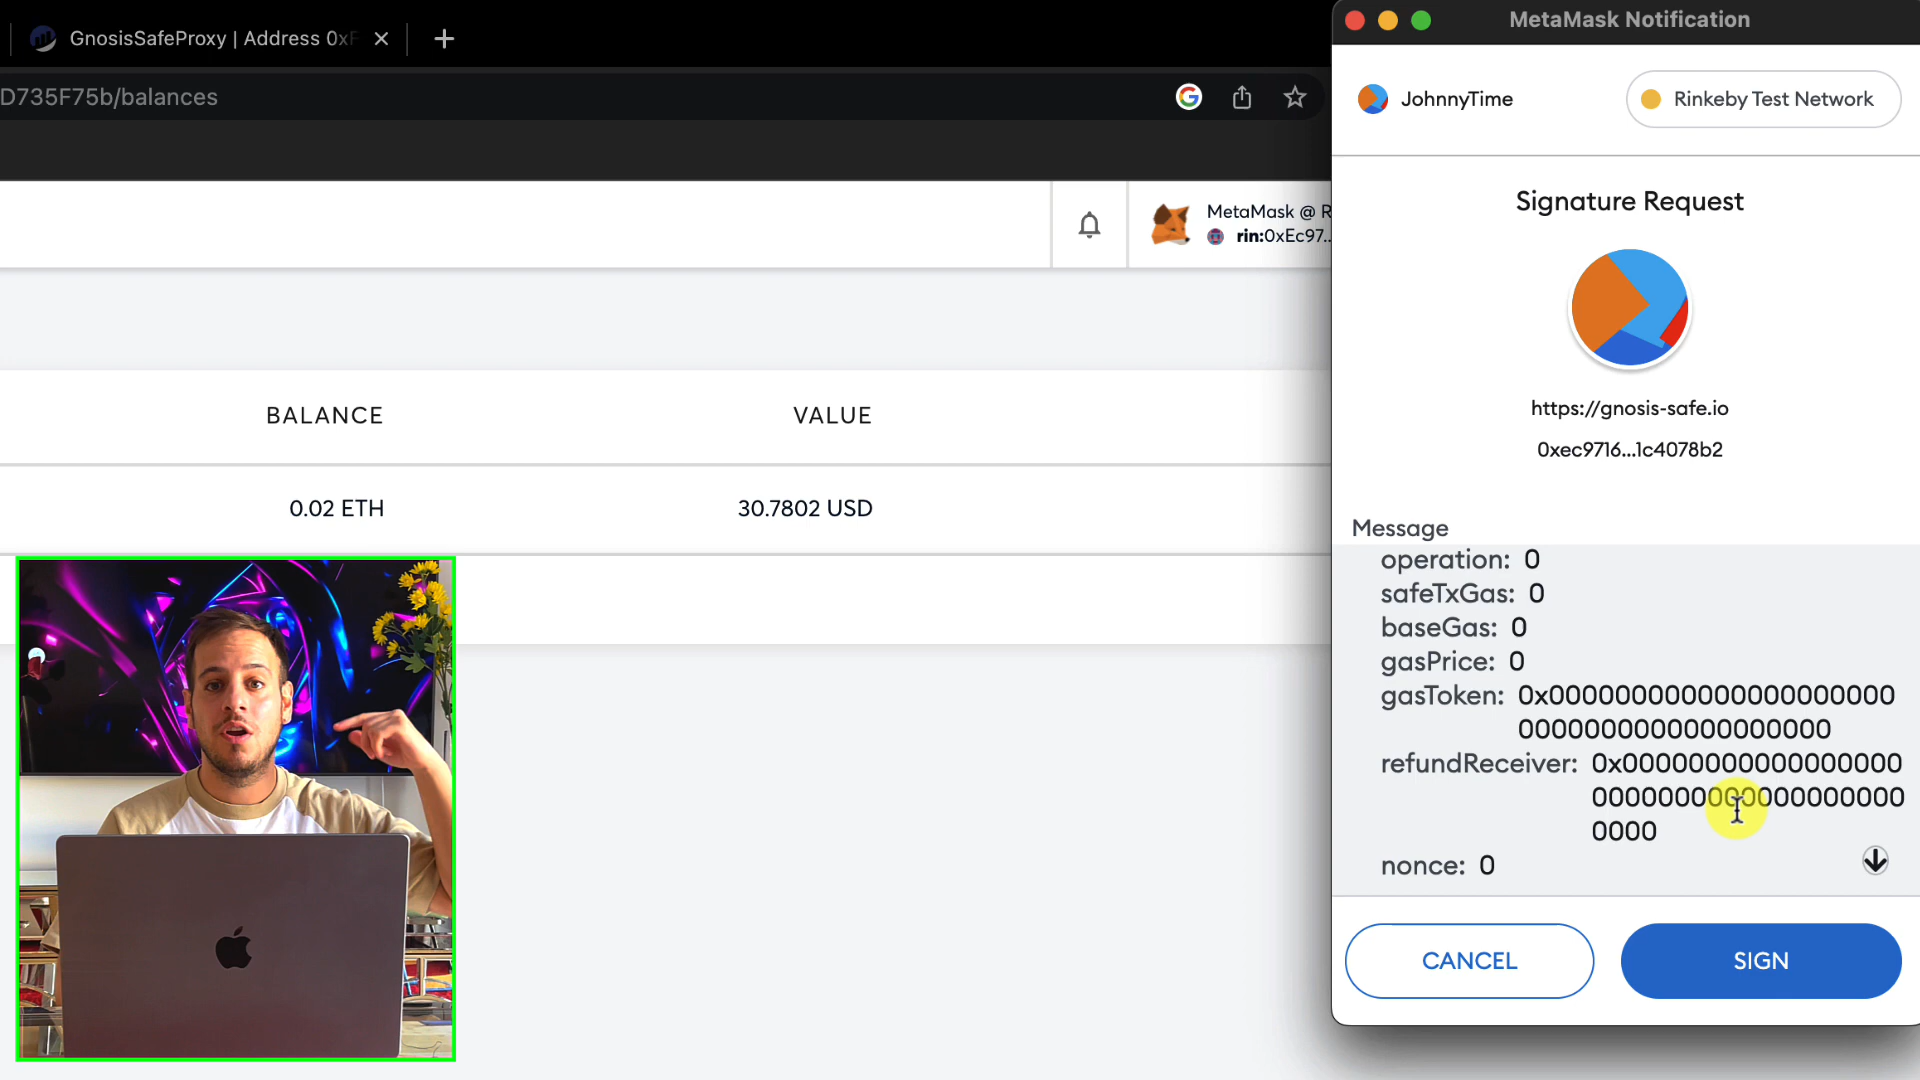 GnosisSafeProxy | Address 0xF
D735F75b/balances
MetaMask @ R
rin:0xEc97..
BALANCE
VALUE
0.02 ETH
30.7802 USD
MetaMask Notification
JohnnyTime
Rinkeby Test Network
Signature Request
https://gnosis-safe.io
0xec9716...1c4078b2
Message
operation: 0
safeTxGas: 0
baseGas: 0
gasPrice: 0
gasToken: 0x000000000000000000000
0000000000000000000
refundReceiver: 0x00000000000000000
0000000000000000000
0000
nonce: 0
CANCEL
SIGN